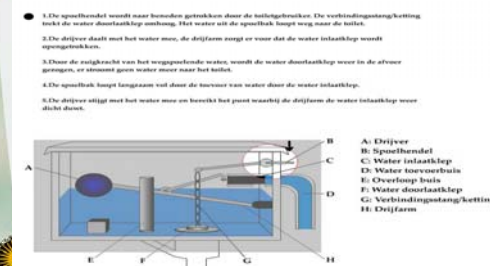 1.De spoelhendel wordt naar beneden getrokken door de toiletgebruiker. De verbindingsstang/ketting
trekt de water doorlaatklep omhoog. Het water uit de spoelbak loopt weg naar de toilet.
2.De drijver daalt met het water mee, de drijfarm zorgt er voor dat de water inlaatklep wordt
opengetrokken.
3.Door de zuigkracht van het wegspoelende water, wordt de water doorlaatklep weer in de afvoer
gezogen, er stroomt geen water meer naar het toilet.
4.De spoelbak loopt langzaam vol door de toevoer van water door de water inlaatklep.
5.De drijver stijgt met het water mee en bereikt het punt waarbij de drijfarm de water inlaatklep weer
dicht duwt.
A
B
C
D
E
F
G
H
A: Drijver
B: Spoelhendel
C: Water inlaatklep
D: Water toevoerbuis
E: Overloop buis
F: Water doorlaatklep
G: Verbindingsstang/kettin
H: Drijfarm